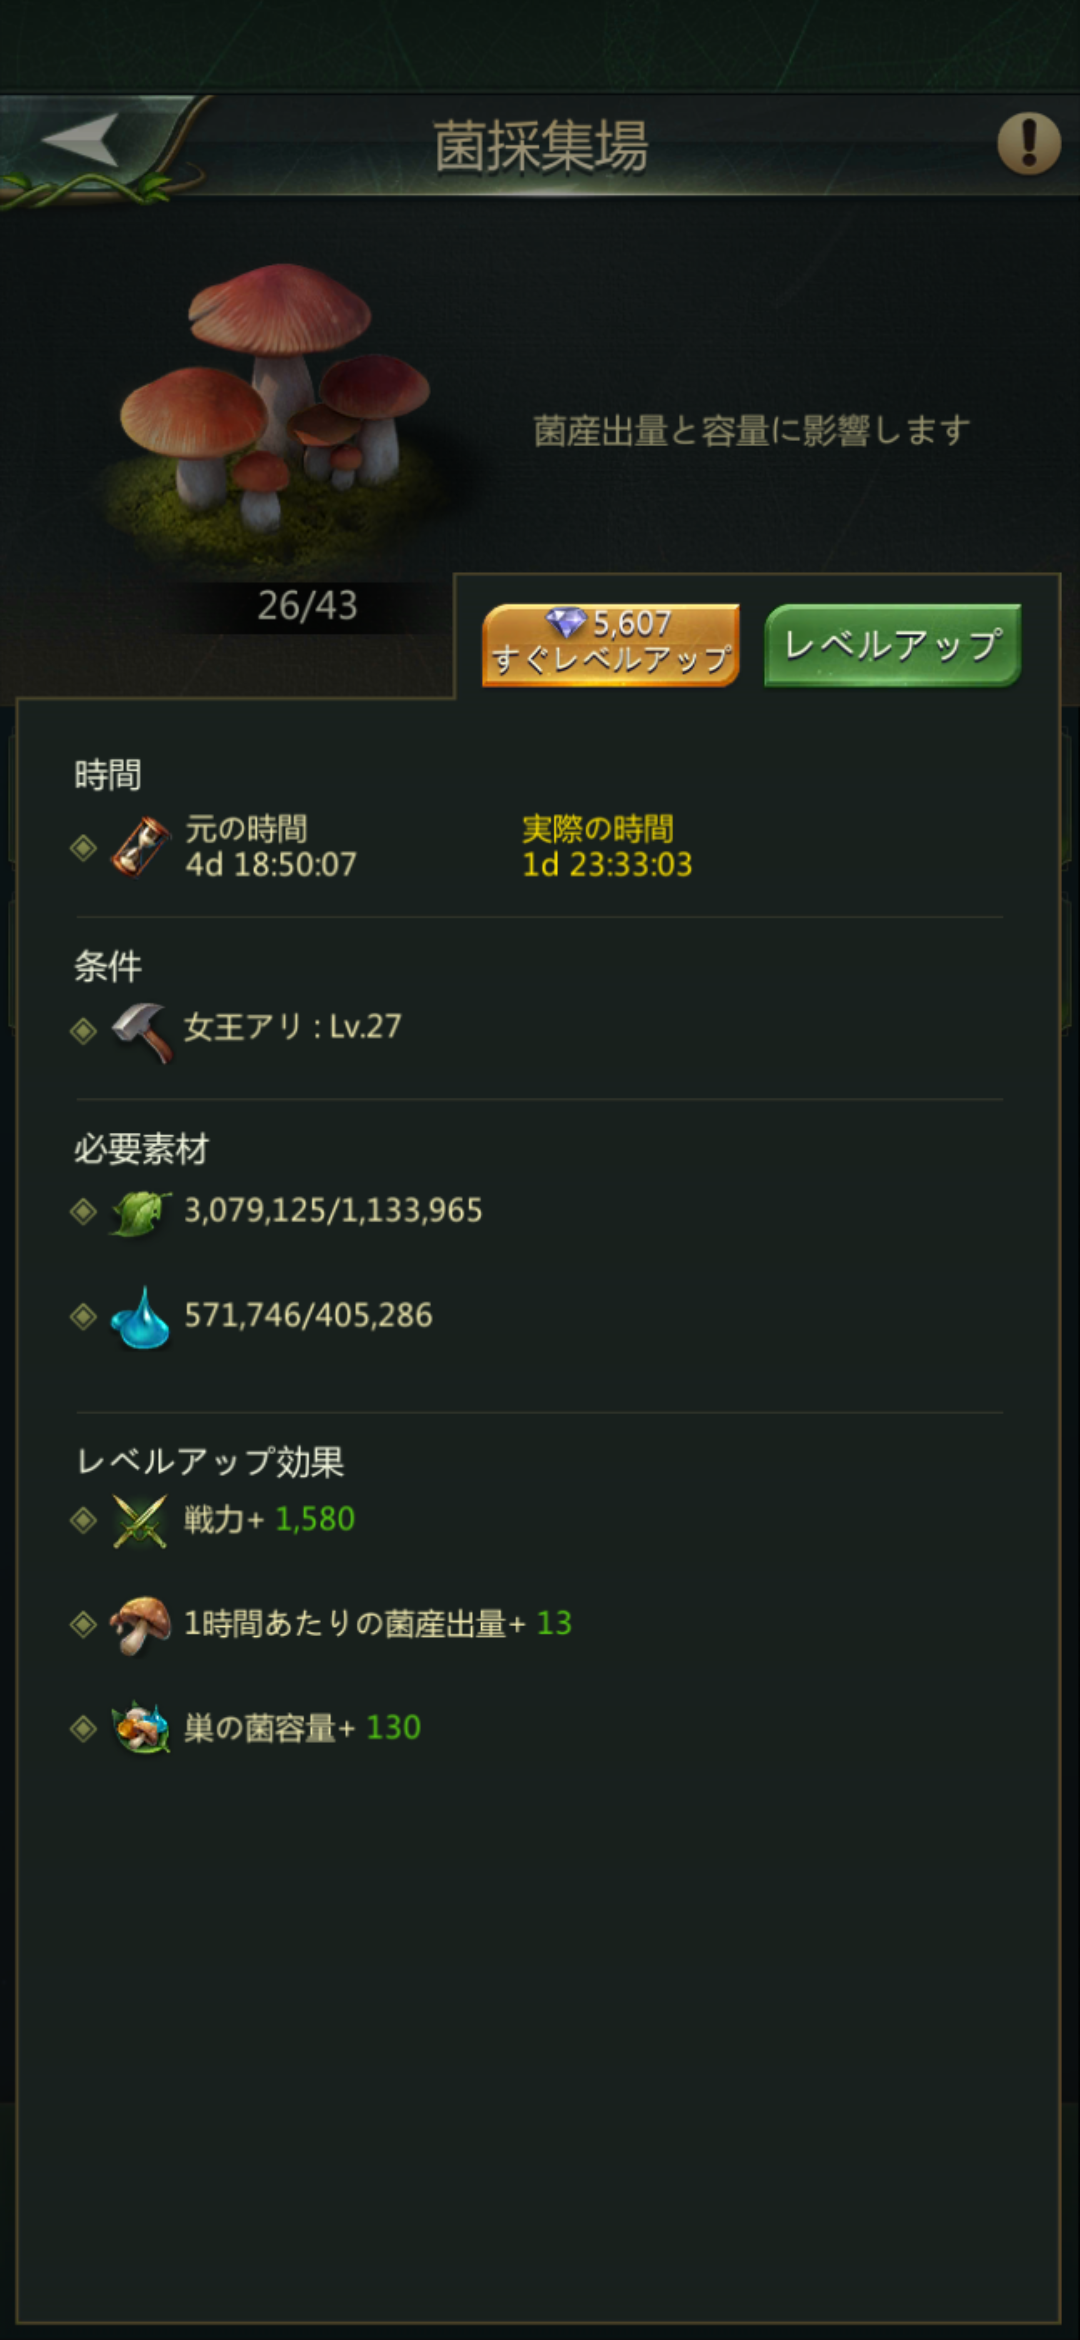 菌採集場
菌産出量と容量に影響します
26/43
5,607
すぐレベルアップ
レベルアップ
時間
元の時間
4d 18:50:07
実際の時間
1d 23:33:03
条件
女王アリ : Lv.27
必要素材
3,079,125/1,133,965
571,746/405,286
レベルアップ効果
戦力+ 1,580
1時間あたりの菌産出量+ 13
巣の菌容量+ 130